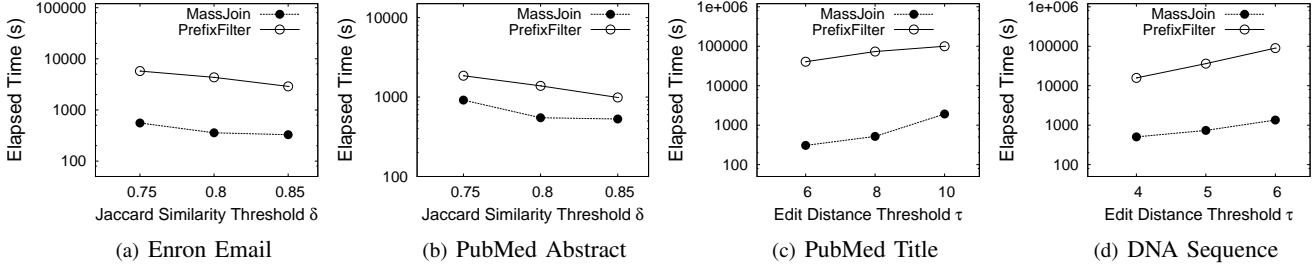 Elapsed Time (s)
100000
10000
1000
100
MassJoin
PrefixFilter
0.75 0.8 0.85
Jaccard Similarity Threshold δ
(a) Enron Email
Elapsed Time (s)
10000
1000
100
MassJoin
PrefixFilter
0.75 0.8 0.85
Jaccard Similarity Threshold δ
(b) PubMed Abstract
Elapsed Time (s)
1e+006
100000
10000
1000
100
MassJoin
PrefixFilter
6 8 10
Edit Distance Threshold τ
(c) PubMed Title
Elapsed Time (s)
1e+006
100000
10000
1000
100
MassJoin
PrefixFilter
4 5 6
Edit Distance Threshold τ
(d) DNA Sequence